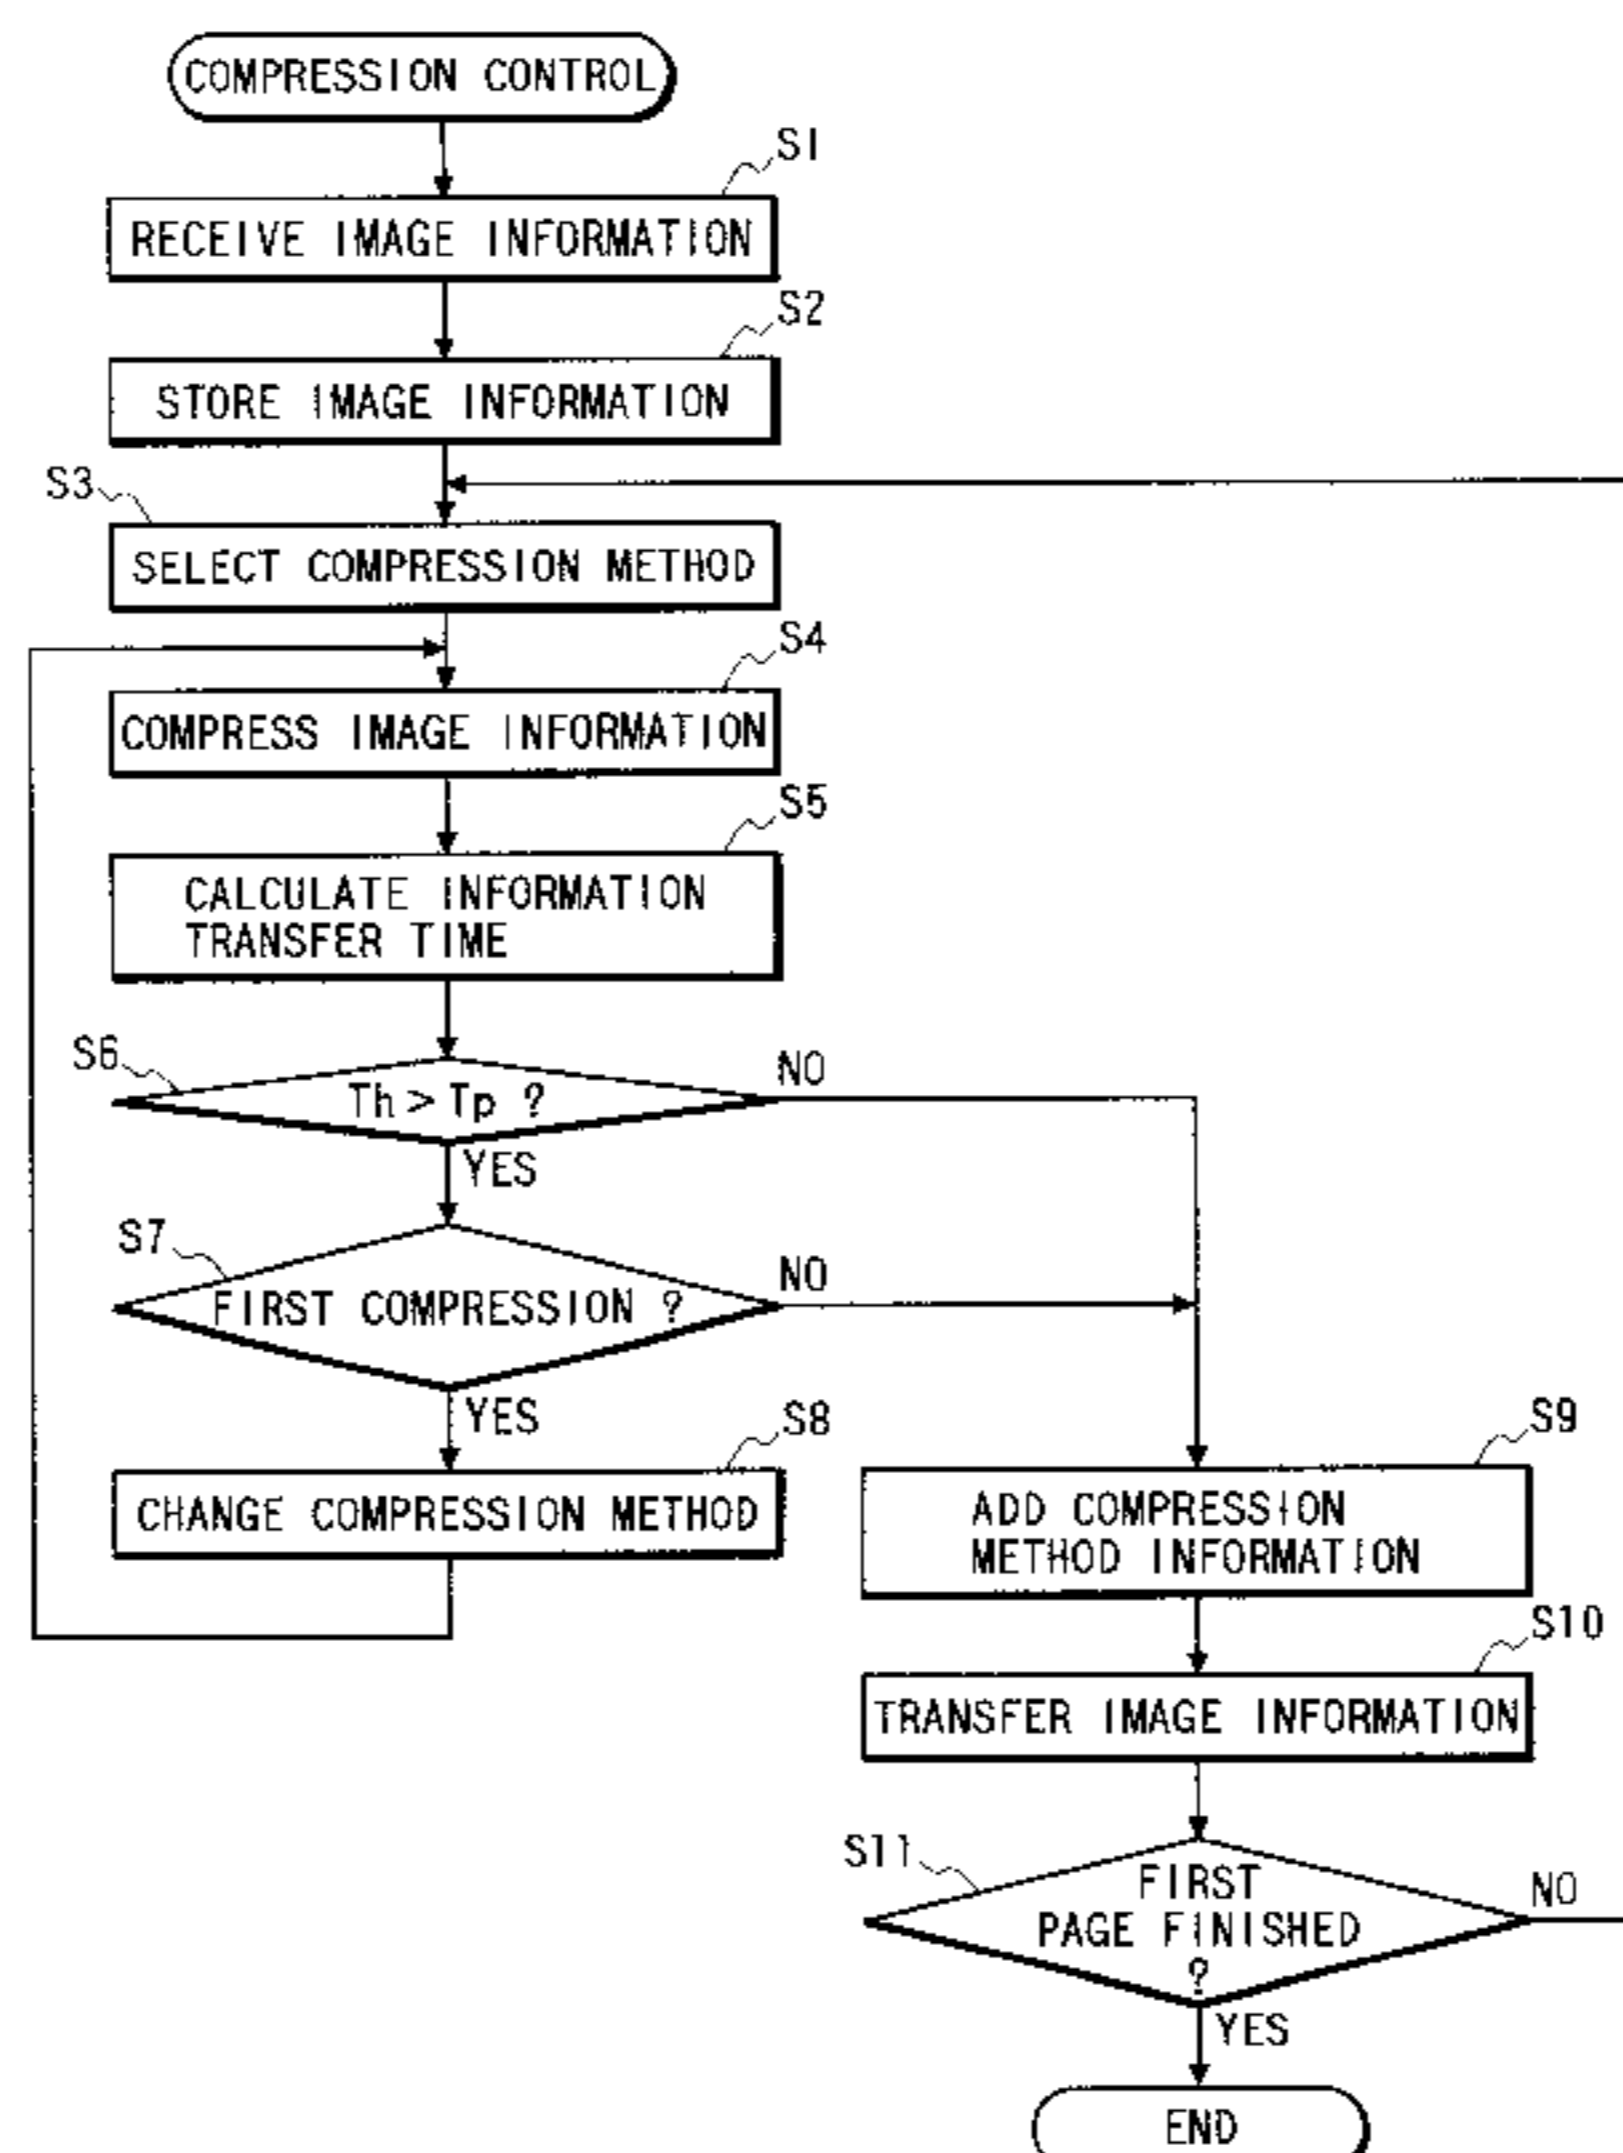 COMPRESSION CONTROL
S1
RECEIVE IMAGE INFORMATION
S2
STORE IMAGE INFORMATION
S3
SELECT COMPRESSION METHOD
S4
COMPRESS IMAGE INFORMATION
S5
CALCULATE INFORMATION
TRANSFER TIME
S6
Th > Tp ?
NO
YES
S7
FIRST COMPRESSION ?
NO
YES
S8
CHANGE COMPRESSION METHOD
S9
ADD COMPRESSION
METHOD INFORMATION
S10
TRANSFER IMAGE INFORMATION
S11
FIRST
PAGE FINISHED
?
NO
YES
END